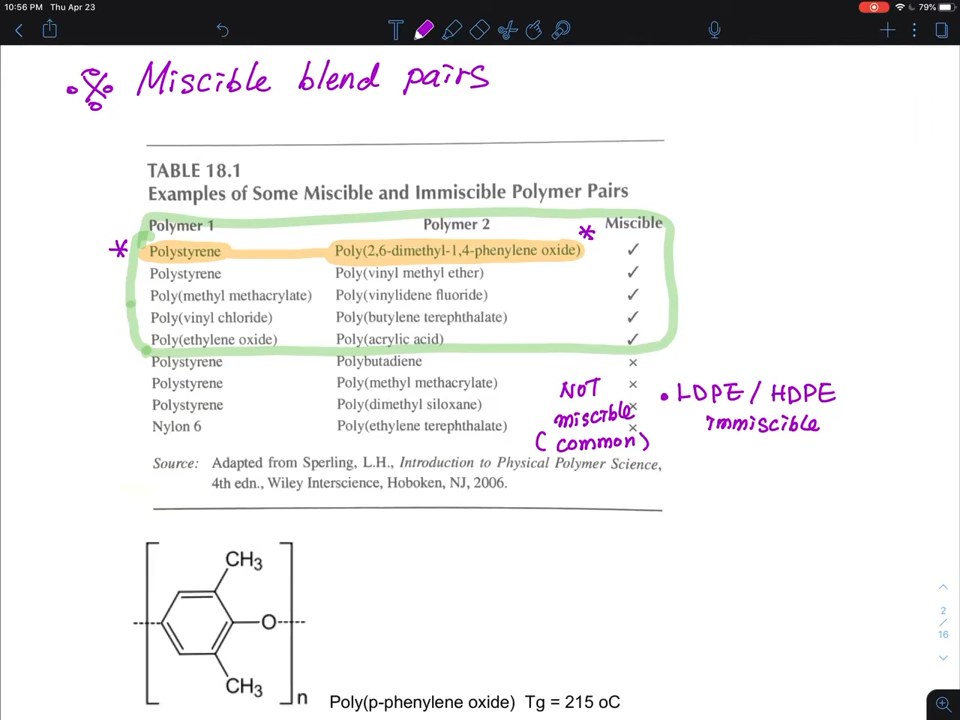 10:56 PM Thu Apr 23 79%
Miscible blend pairs
TABLE 18.1
Examples of Some Miscible and Immiscible Polymer Pairs
Polymer 1 Polymer 2 Miscible
* Polystyrene Poly(2,6-dimethyl-1,4-phenylene oxide) * ✓
Polystyrene Poly(vinyl methyl ether) ✓
Poly(methyl methacrylate) Poly(vinylidene fluoride) ✓
Poly(vinyl chloride) Poly(butylene terephthalate) ✓
Poly(ethylene oxide) Poly(acrylic acid) ✓
Polystyrene Polybutadiene ×
Polystyrene Poly(methyl methacrylate) ×
Polystyrene Poly(dimethyl siloxane) ×
Nylon 6 Poly(ethylene terephthalate) ×
NOT
miscible
(common)
• LDPE / HDPE
immiscible
Source: Adapted from Sperling, L.H., Introduction to Physical Polymer Science,
4th edn., Wiley Interscience, Hoboken, NJ, 2006.
CH3
O
CH3
n
Poly(p-phenylene oxide) Tg = 215 oC
2
/
16